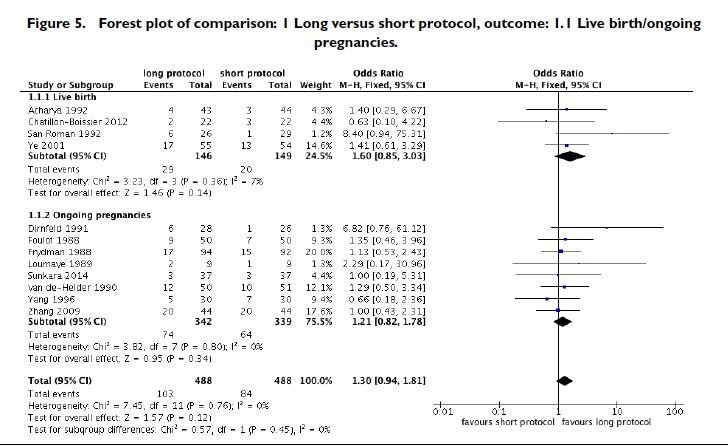 Figure 5. Forest plot of comparison: 1 Long versus short protocol, outcome: 1.1 Live birth/ongoing
pregnancies.
long protocol short protocol Odds Ratio Odds Ratio
Study or Subgroup Events Total Events Total Weight M-H, Fixed, 95% CI M-H, Fixed, 95% CI
1.1.1 Live birth
Acharya 1992 4 43 3 44 4.3% 1.40 [0.29, 6.67]
Chatillon-Boissier 2012 2 22 3 22 4.4% 0.63 [0.10, 4.22]
San Roman 1992 6 26 1 29 1.2% 8.40 [0.94, 75.31]
Ye 2001 17 55 13 54 14.6% 1.41 [0.61, 3.29]
Subtotal (95% CI) 146 149 24.5% 1.60 [0.85, 3.03]
Total events 29 20
Heterogeneity: Chi² = 3.23, df = 3 (P = 0.36); I² = 7%
Test for overall effect: Z = 1.46 (P = 0.14)
1.1.2 Ongoing pregnancies
Dirnfeld 1991 6 28 1 26 1.3% 6.82 [0.76, 61.12]
Foulot 1988 9 50 7 50 9.3% 1.35 [0.46, 3.96]
Frydman 1988 17 94 15 92 20.0% 1.13 [0.53, 2.43]
Loumaye 1989 2 9 1 9 1.3% 2.29 [0.17, 30.96]
Sunkara 2014 3 37 3 37 4.4% 1.00 [0.19, 5.31]
van de-Helder 1990 12 50 10 51 12.1% 1.29 [0.50, 3.34]
Yang 1996 5 30 7 30 9.4% 0.66 [0.18, 2.36]
Zhang 2009 20 44 20 44 17.6% 1.00 [0.43, 2.31]
Subtotal (95% CI) 342 339 75.5% 1.21 [0.82, 1.78]
Total events 74 64
Heterogeneity: Chi² = 3.82, df = 7 (P = 0.80); I² = 0%
Test for overall effect: Z = 0.95 (P = 0.34)
Total (95% CI) 488 488 100.0% 1.30 [0.94, 1.81]
Total events 103 84
Heterogeneity: Chi² = 7.45, df = 11 (P = 0.76); I² = 0%
Test for overall effect: Z = 1.57 (P = 0.12)
Test for subgroup differences: Chi² = 0.57, df = 1 (P = 0.45), I² = 0%
0.01 0.1 1 10 100
favours short protocol favours long protocol